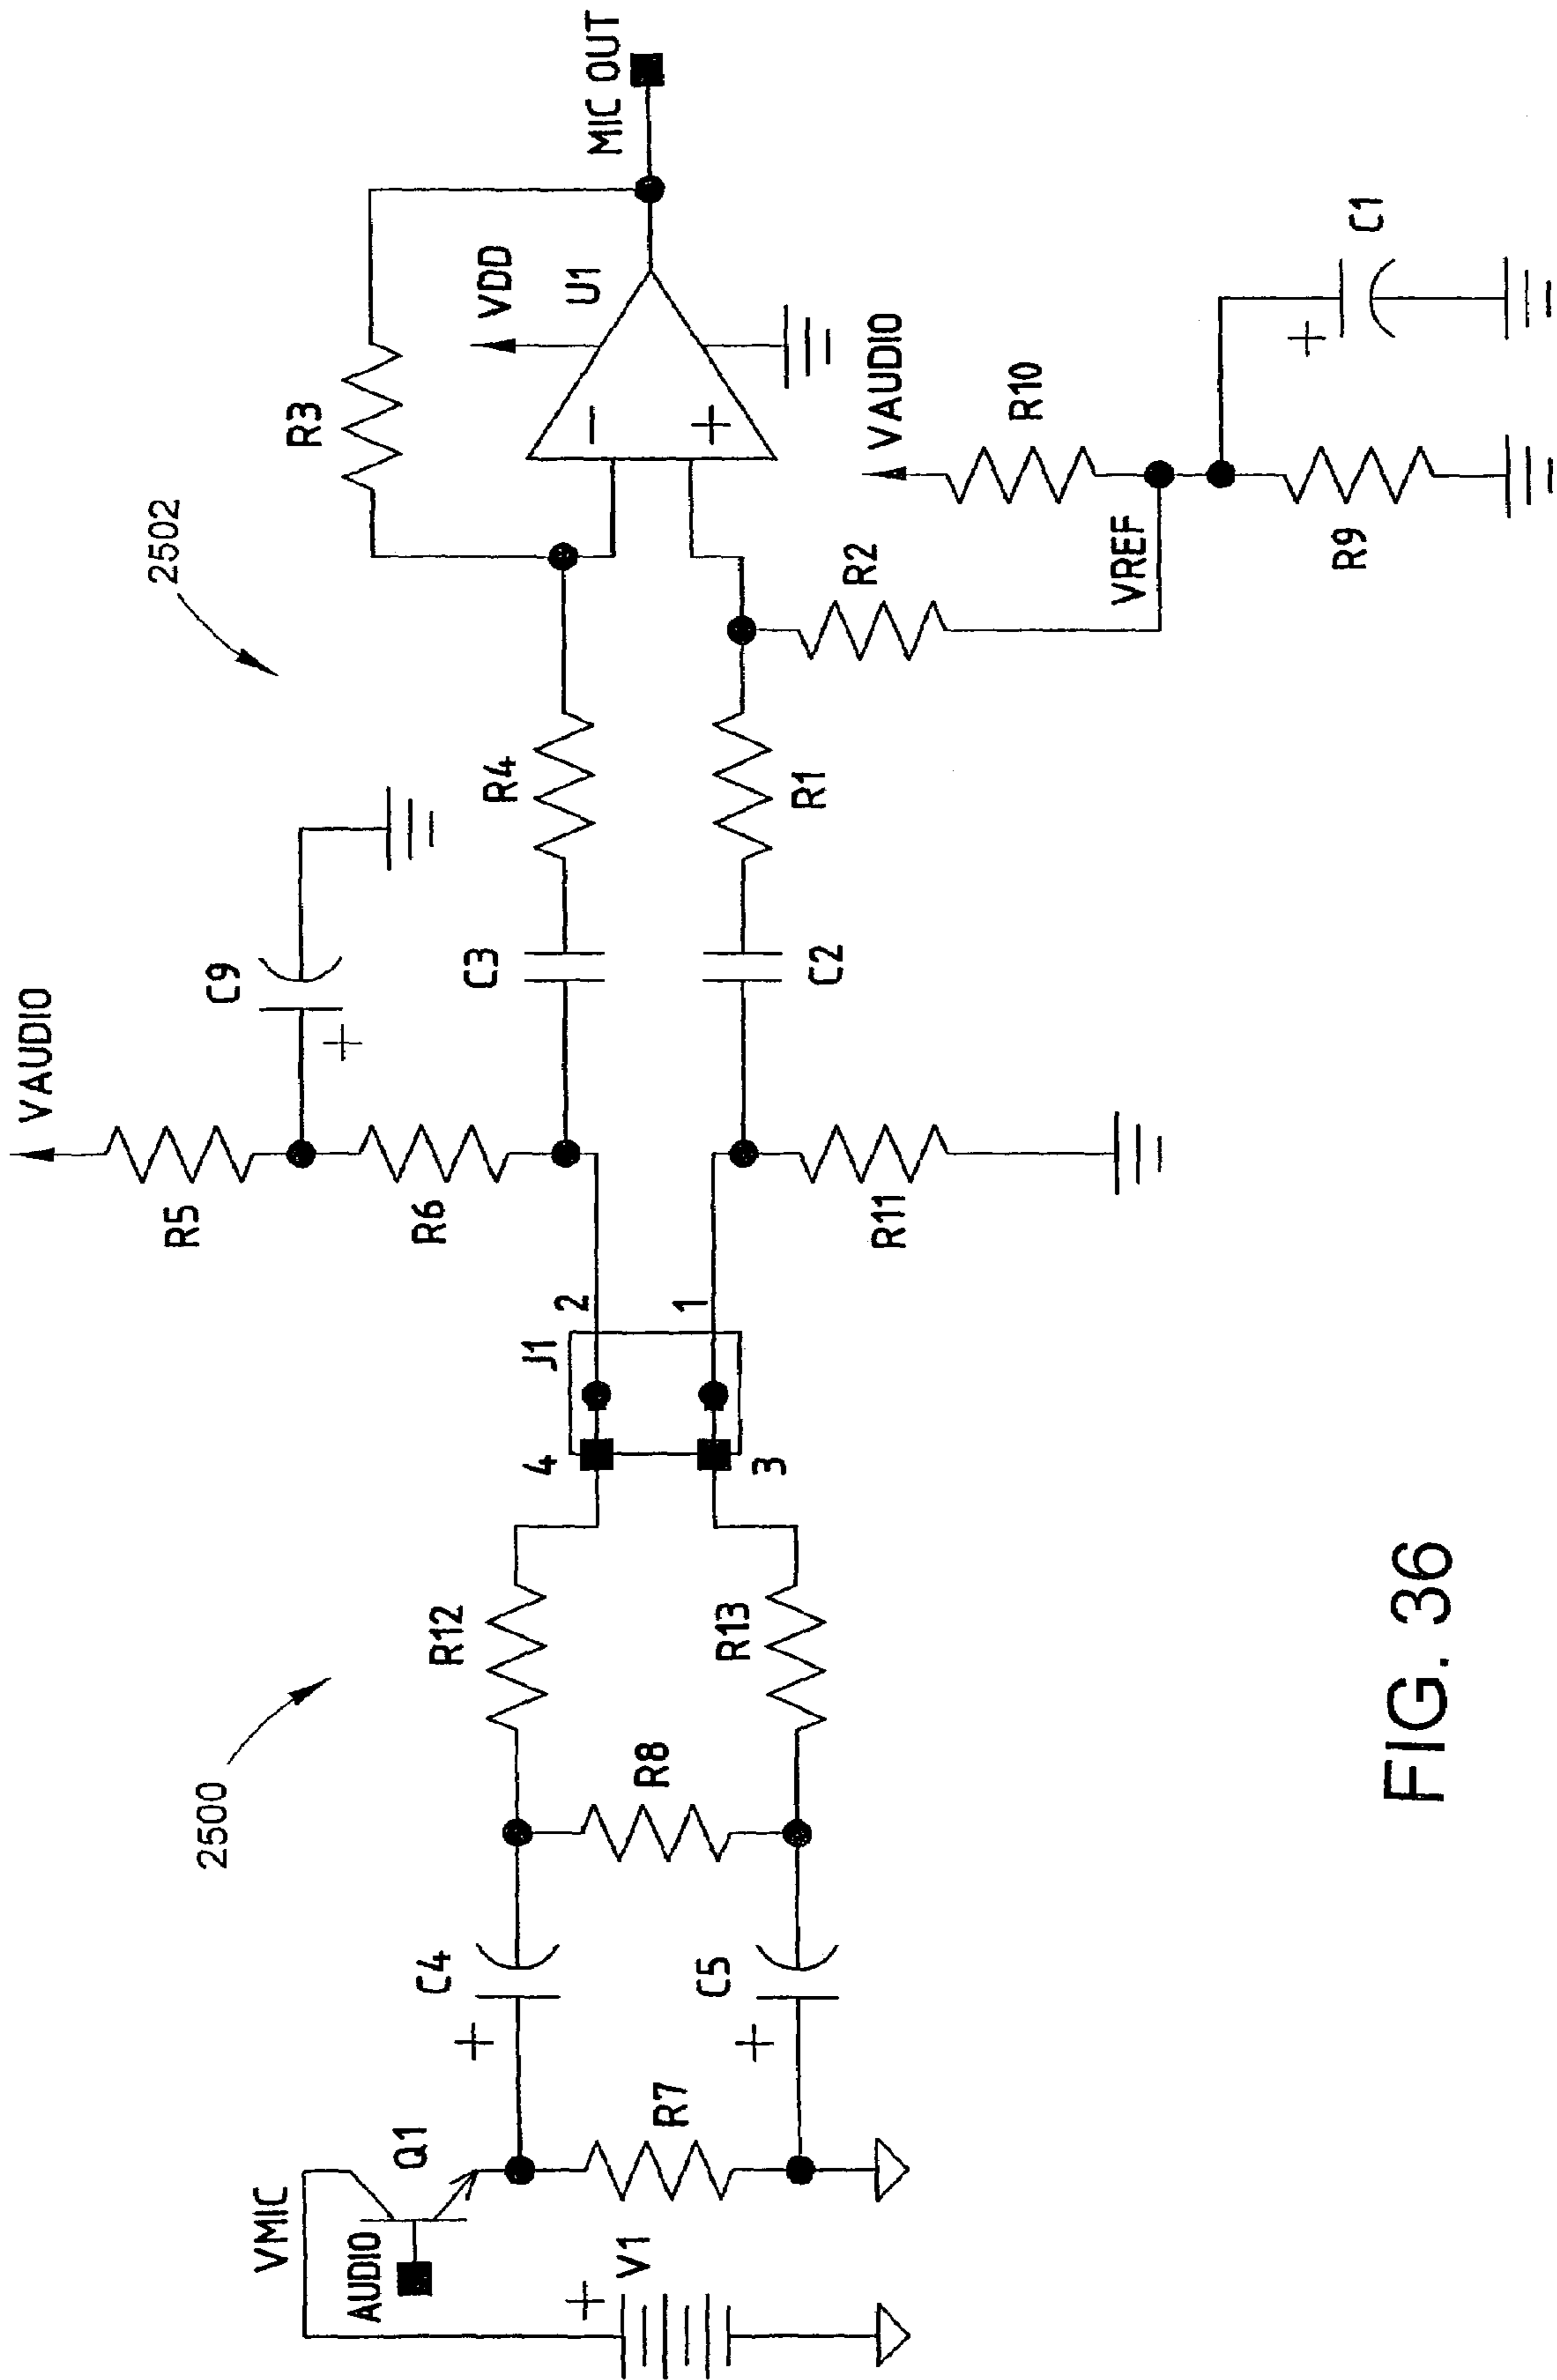 MIC OUT
R3
VDD
U1
−
+
2502
VAUDIO
R10
C1
+
VREF
R9
R2
R4
R1
C9
+
C3
C2
VAUDIO
R5
R6
R11
J1
2
1
4
3
2500
R12
R13
R8
C4
+
C5
+
R7
Q1
VMIC
AUDIO
V1
+
FIG. 36